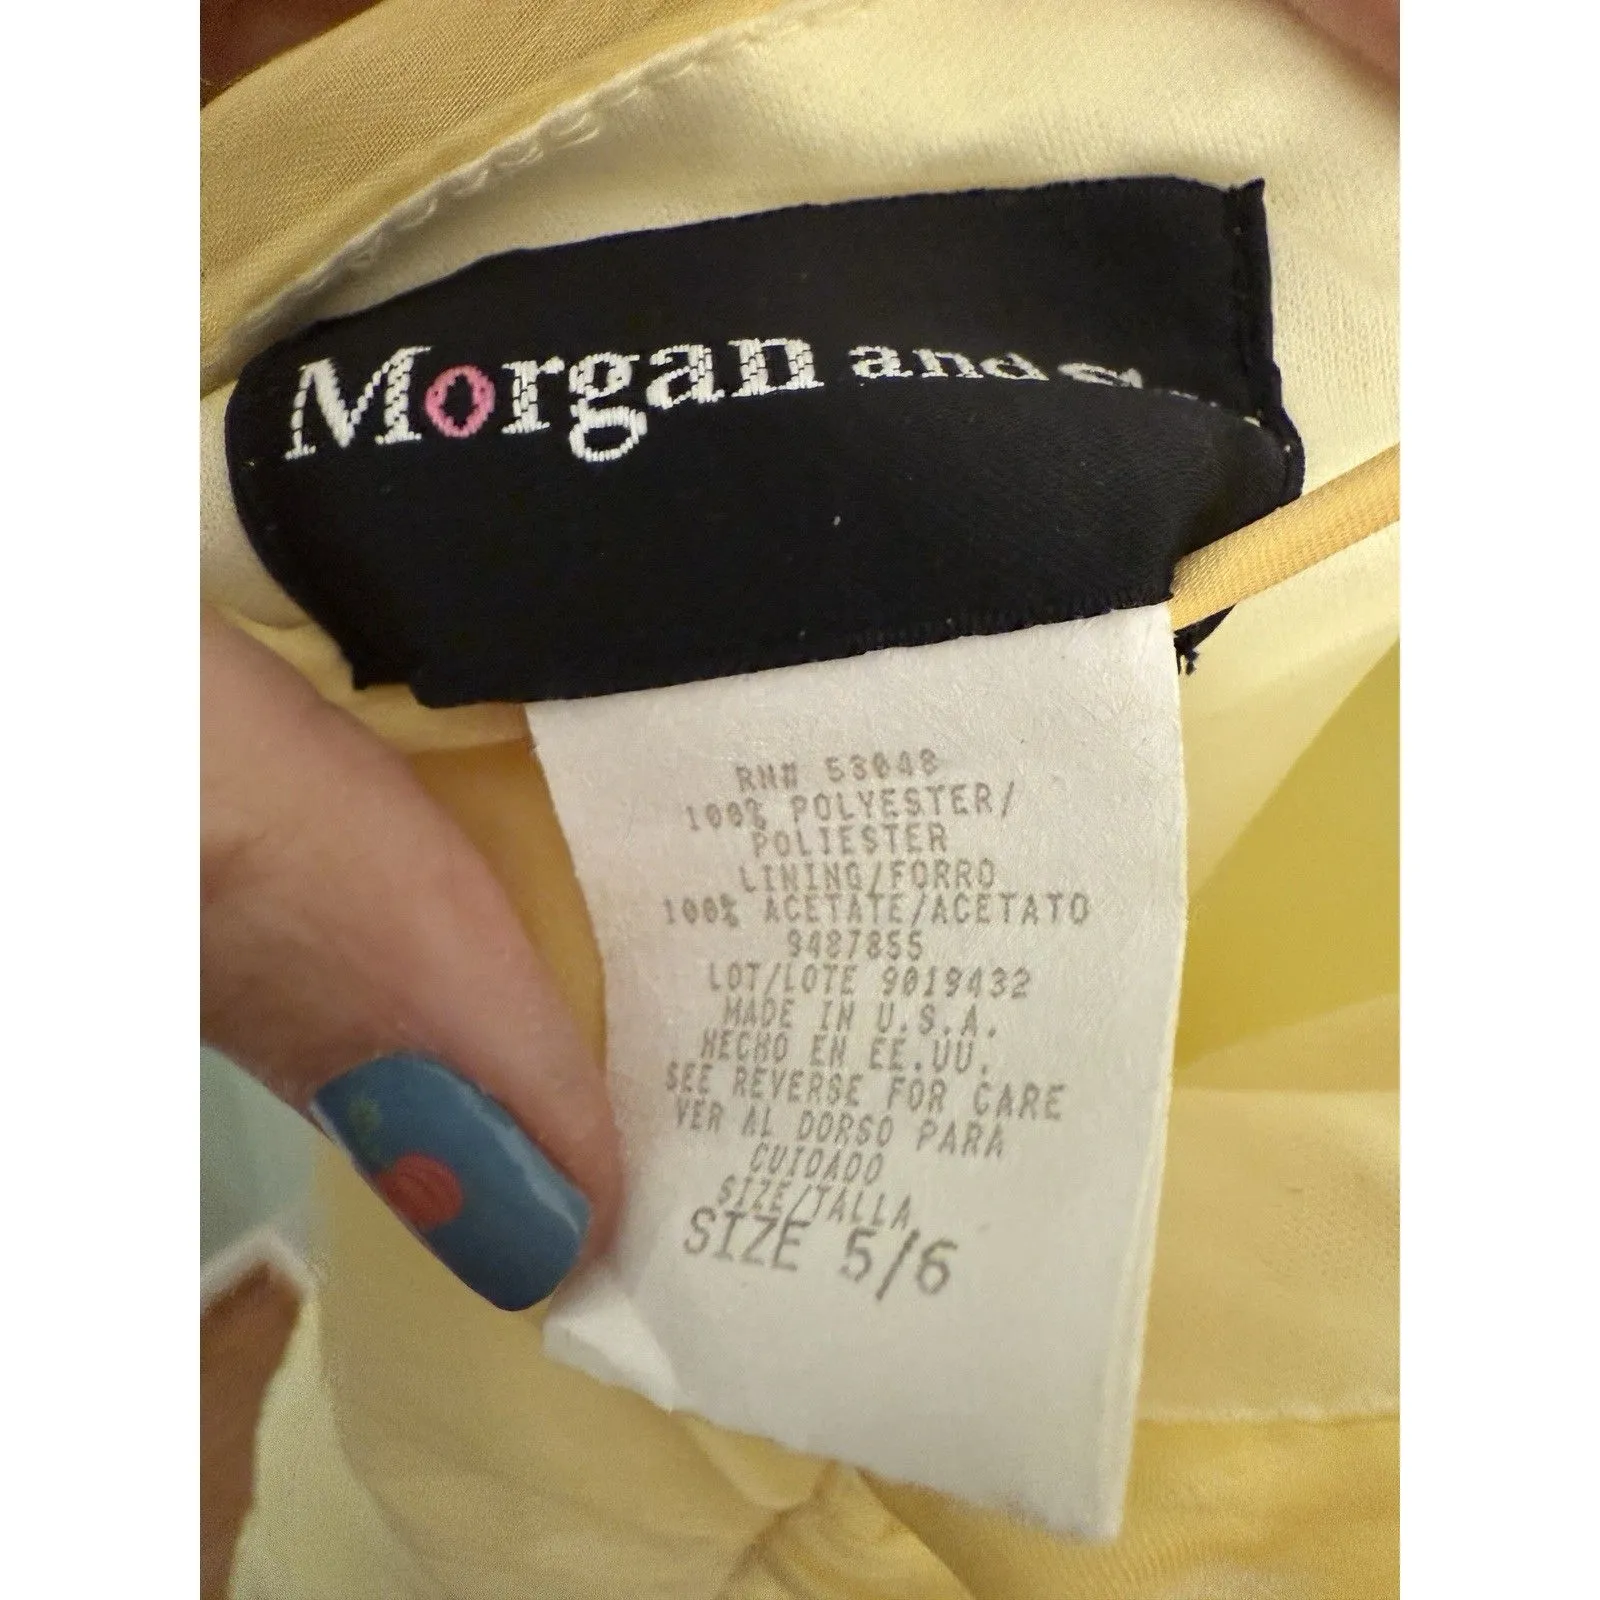 Morgan and
RN# 53048
100% POLYESTER/
POLIESTER
LINING/FORRO
100% ACETATE/ACETATO
9487855
LOT/LOTE 9019432
MADE IN U.S.A.
HECHO EN EE.UU.
SEE REVERSE FOR CARE
VER AL DORSO PARA
CUIDADO
SIZE/TALLA
SIZE 5/6